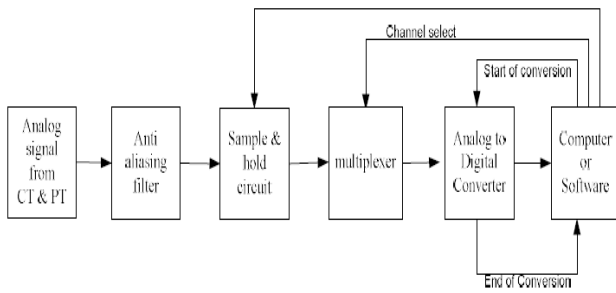 Channel select
Start of conversion
Analog
signal
from
CT & PT
Anti
aliasing
filter
Sample &
hold
circuit
multiplexer
Analog to
Digital
Converter
Computer
or
Software
End of Conversion